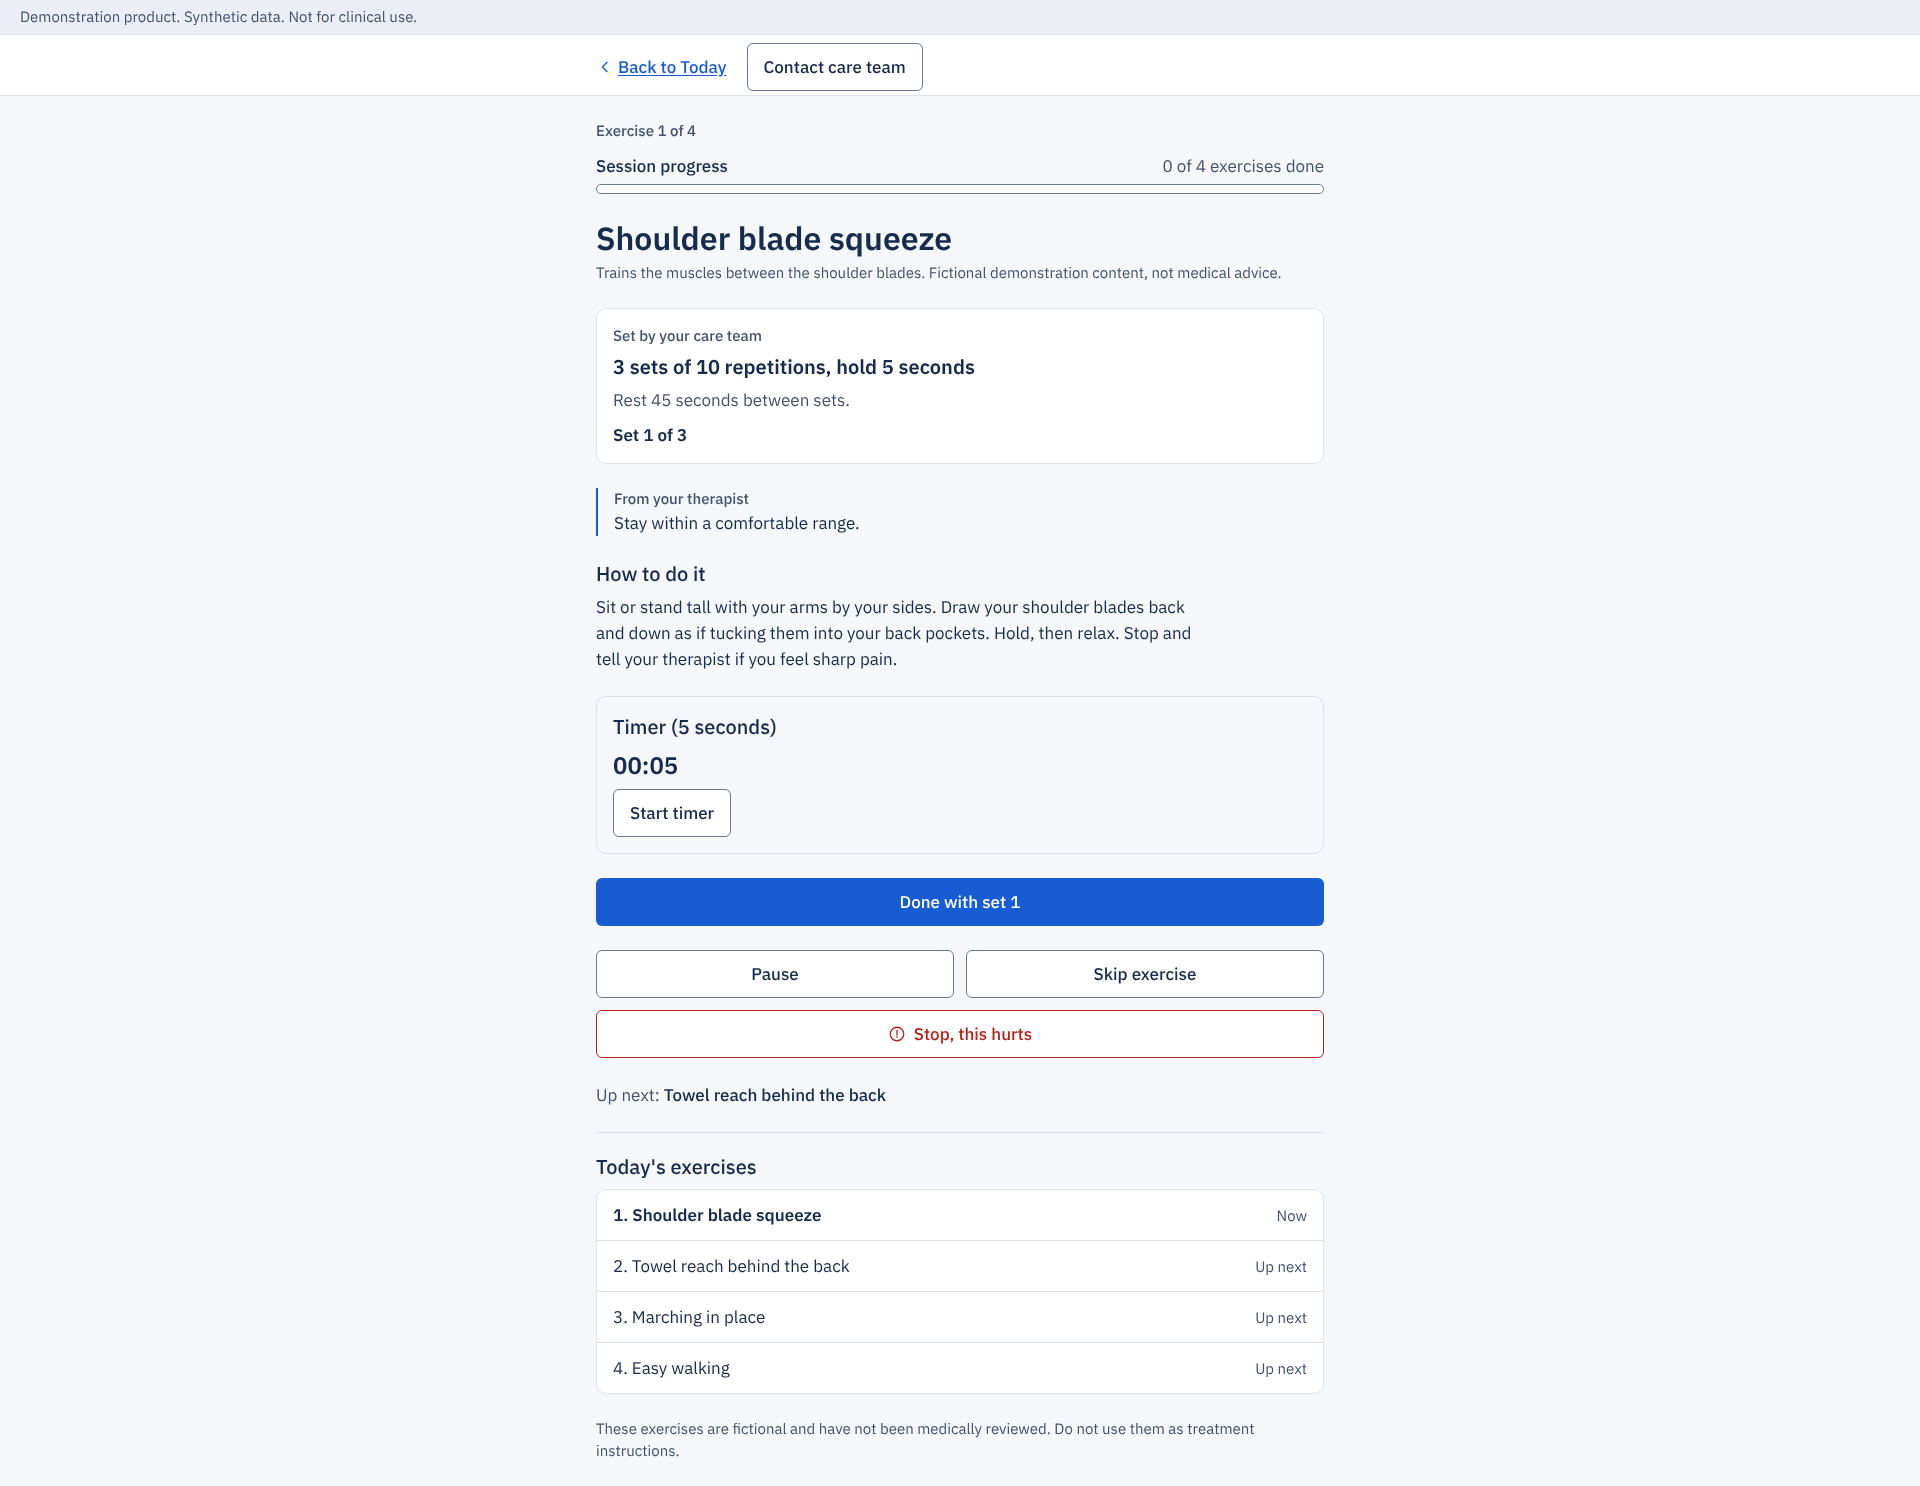 Demonstration product. Synthetic data. Not for clinical use.
Back to Today
Contact care team
Exercise 1 of 4
Session progress
0 of 4 exercises done
Shoulder blade squeeze
Trains the muscles between the shoulder blades. Fictional demonstration content, not medical advice.
Set by your care team
3 sets of 10 repetitions, hold 5 seconds
Rest 45 seconds between sets.
Set 1 of 3
From your therapist
Stay within a comfortable range.
How to do it
Sit or stand tall with your arms by your sides. Draw your shoulder blades back
and down as if tucking them into your back pockets. Hold, then relax. Stop and
tell your therapist if you feel sharp pain.
Timer (5 seconds)
00:05
Start timer
Done with set 1
Pause
Skip exercise
Stop, this hurts
Up next: Towel reach behind the back
Today's exercises
1. Shoulder blade squeeze
Now
2. Towel reach behind the back
Up next
3. Marching in place
Up next
4. Easy walking
Up next
These exercises are fictional and have not been medically reviewed. Do not use them as treatment
instructions.